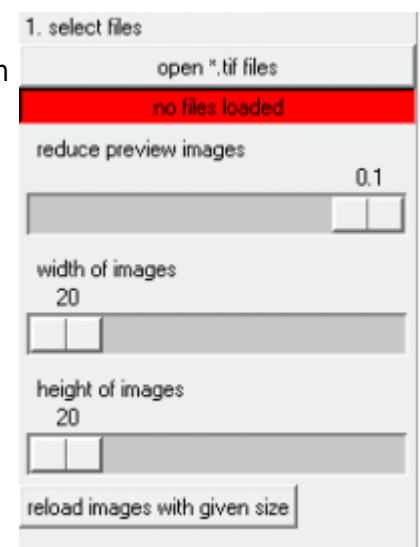 1. select files
open *.tif files
no files loaded
reduce preview images
0.1
width of images
20
height of images
20
reload images with given size